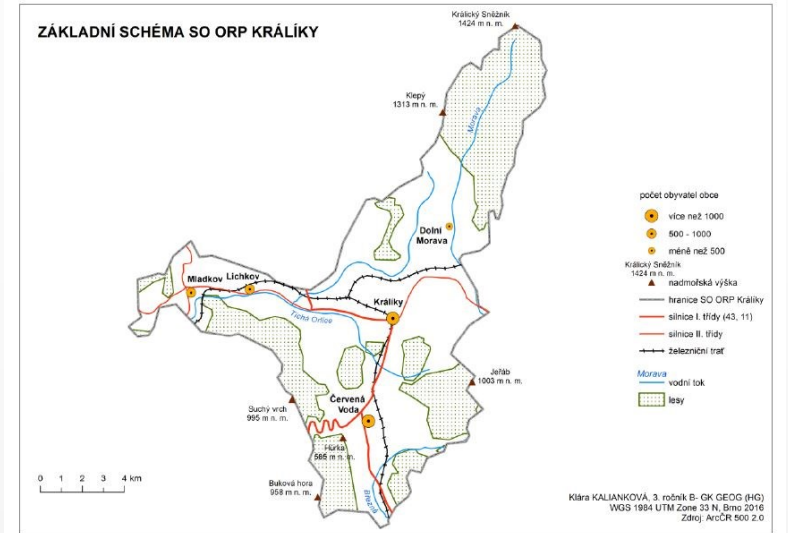 ZÁKLADNÍ SCHÉMA SO ORP KRÁLÍKY
Králický Sněžník
1424 m n. m.
Klepý
1313 m n. m.
Morava
Dolní
Morava
Mladkov
Lichkov
Tichá Orlice
Králíky
Jeřáb
1003 m n. m.
Červená
Voda
Suchý vrch
995 m n. m.
Hůrka
585 m n. m.
Buková hora
958 m n. m.
Březná
0 1 2 3 4 km
počet obyvatel obce
více než 1000
500 - 1000
méně než 500
Králický Sněžník
1424 m n. m.
nadmořská výška
hranice SO ORP Králíky
silnice I. třídy (43, 11)
silnice II. třídy
železniční trať
Morava
vodní tok
lesy
Klára KALIANKOVÁ, 3. ročník B- GK GEOG (HG)
WGS 1984 UTM Zone 33 N, Brno 2016
Zdroj: ArcČR 500 2.0